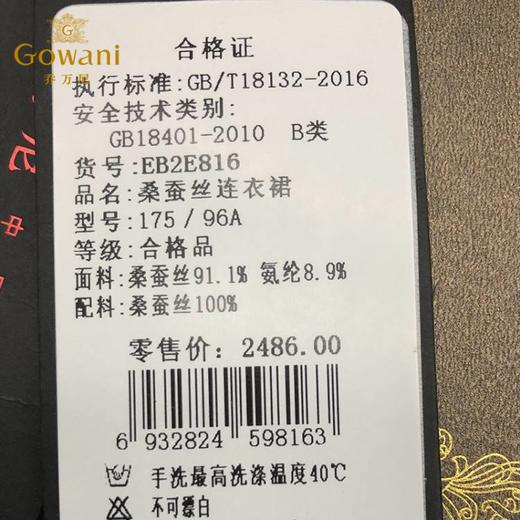 Gowani
乔万尼
合格证
执行标准:GB/T18132-2016
安全技术类别:
GB18401-2010 B类
货号:EB2E816
品名:桑蚕丝连衣裙
型号:175/96A
等级:合格品
面料:桑蚕丝91.1% 氨纶8.9%
配料:桑蚕丝100%
零售价: 2486.00
6 932824 598163
手洗最高洗涤温度40℃
不可漂白
尼
中